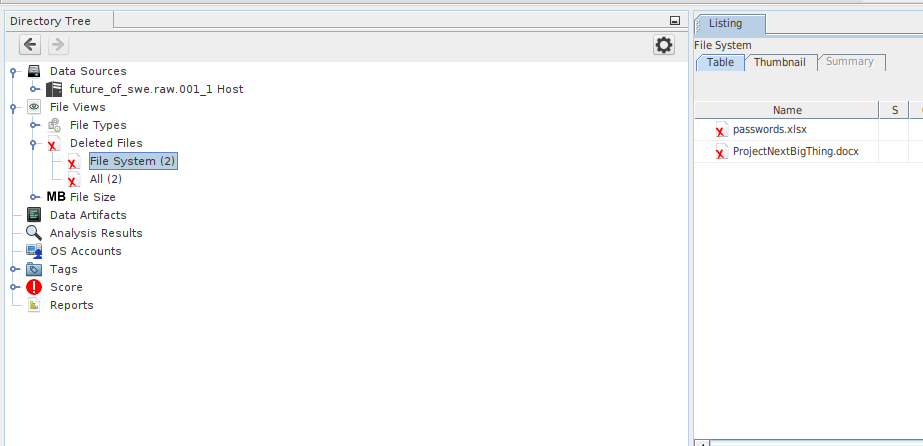 Directory Tree
Data Sources
future_of_swe.raw.001_1 Host
File Views
File Types
Deleted Files
File System (2)
All (2)
MB File Size
Data Artifacts
Analysis Results
OS Accounts
Tags
Score
Reports
Listing
File System
Table Thumbnail Summary
Name S
passwords.xlsx
ProjectNextBigThing.docx